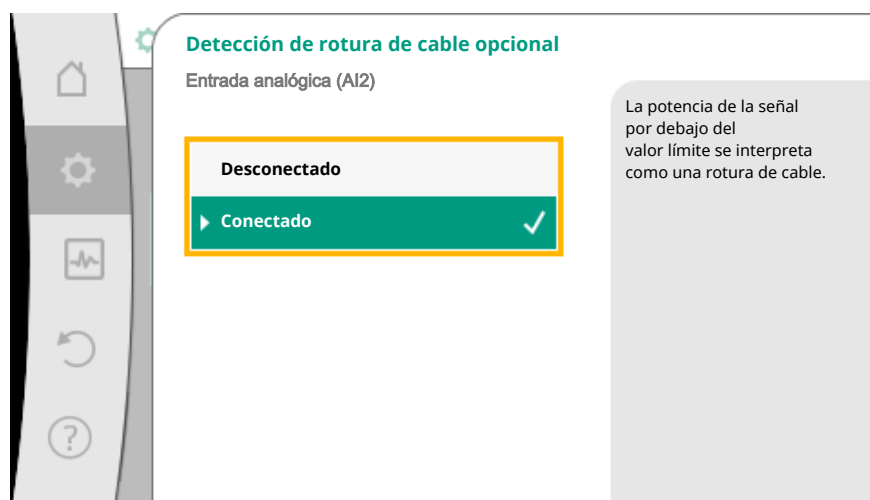 Detección de rotura de cable opcional
Entrada analógica (AI2)
Desconectado
Conectado
La potencia de la señal
por debajo del
valor límite se interpreta
como una rotura de cable.
?